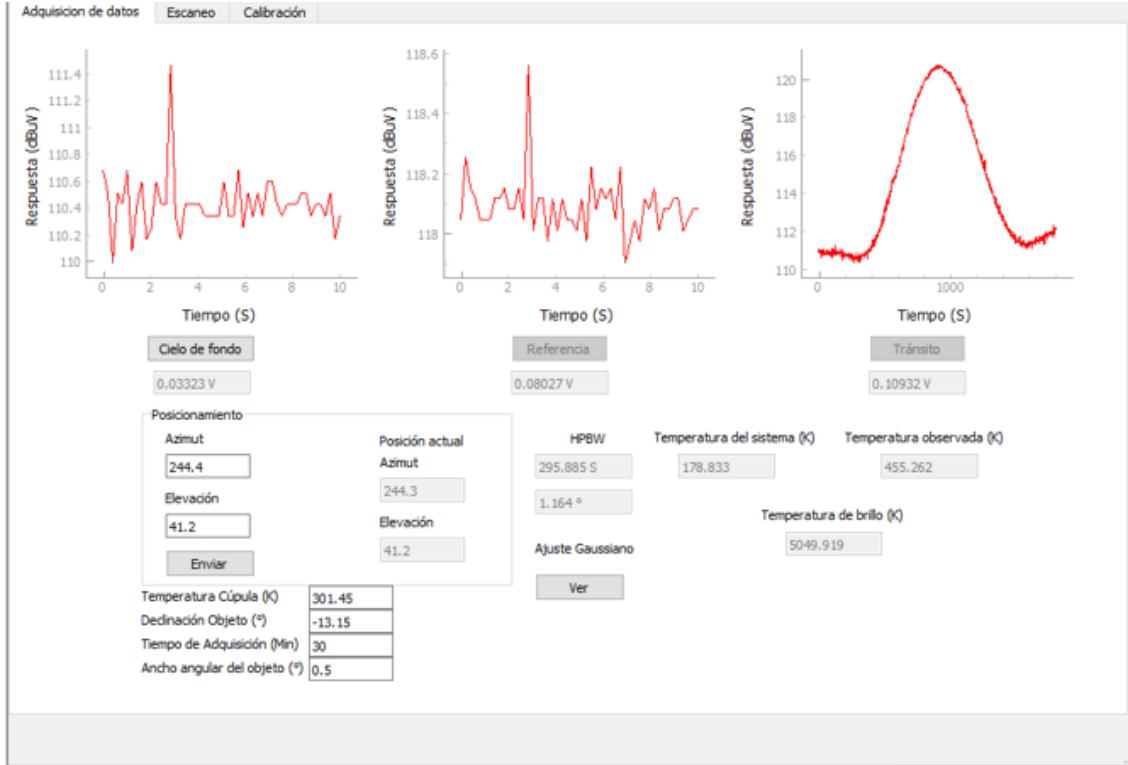 Adquisicion de datos Escaneo Calibración
111.4
111.2
111
110.8
110.6
110.4
110.2
110
Respuesta (dBuV)
0 2 4 6 8 10
Tiempo (S)
118.6
118.4
118.2
118
Respuesta (dBuV)
0 2 4 6 8 10
Tiempo (S)
120
118
116
114
112
110
Respuesta (dBuV)
0 1000
Tiempo (S)
Cielo de fondo Referencia Tránsito
0.03323 V 0.08027 V 0.10932 V
Posicionamiento
Azimut
244.4
Elevación
41.2
Enviar
Posición actual
Azimut
244.3
Elevación
41.2
HPBW
295.885 S
1.164 º
Ajuste Gaussiano
Ver
Temperatura del sistema (K)
178.833
Temperatura observada (K)
455.262
Temperatura de brillo (K)
5049.919
Temperatura Cúpula (K) 301.45
Declinación Objeto (°) -13.15
Tiempo de Adquisición (Min) 30
Ancho angular del objeto (°) 0.5